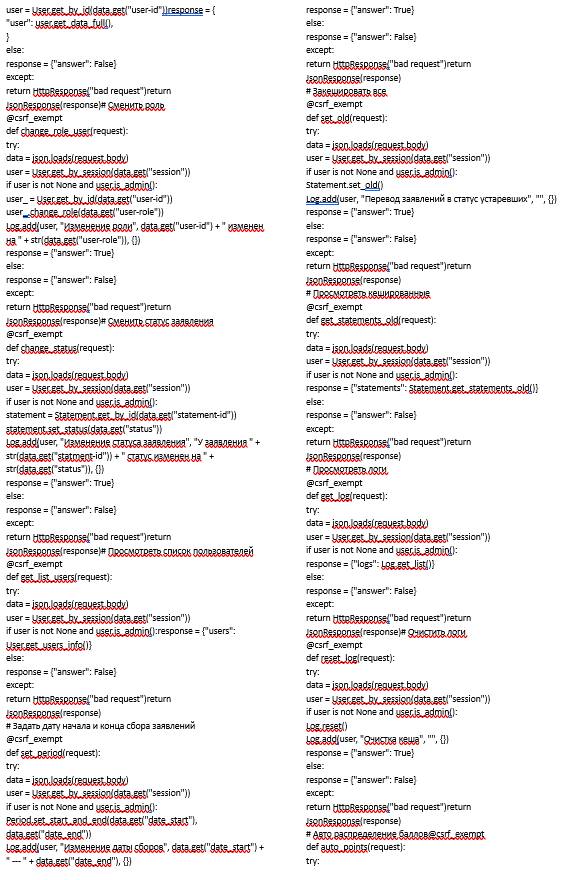 user = User.get_by_id(data.get("user-id"))response = {
"user": user.get_data_full(),
}
else:
response = {"answer": False}
except:
return HttpResponse("bad request")return
JsonResponse(response)# Сменить роль
@csrf_exempt
def change_role_user(request):
try:
data = json.loads(request.body)
user = User.get_by_session(data.get("session"))
if user is not None and user.is_admin():
user_ = User.get_by_id(data.get("user-id"))
user_.change_role(data.get("user-role"))
Log.add(user, "Изменение роли", data.get("user-id") + " изменен
на " + str(data.get("user-role")), {})
response = {"answer": True}
else:
response = {"answer": False}
except:
return HttpResponse("bad request")return
JsonResponse(response)# Сменить статус заявления
@csrf_exempt
def change_status(request):
try:
data = json.loads(request.body)
user = User.get_by_session(data.get("session"))
if user is not None and user.is_admin():
statement = Statement.get_by_id(data.get("statement-id"))
statement.set_status(data.get("status"))
Log.add(user, "Изменение статуса заявления", "У заявления " +
str(data.get("statment-id")) + " статус изменен на " +
str(data.get("status")), {})
response = {"answer": True}
else:
response = {"answer": False}
except:
return HttpResponse("bad request")return
JsonResponse(response)# Просмотреть список пользователей
@csrf_exempt
def get_list_users(request):
try:
data = json.loads(request.body)
user = User.get_by_session(data.get("session"))
if user is not None and user.is_admin():response = {"users":
User.get_users_info()}
else:
response = {"answer": False}
except:
return HttpResponse("bad request")return
JsonResponse(response)
# Задать дату начала и конца сбора заявлений
@csrf_exempt
def set_period(request):
try:
data = json.loads(request.body)
user = User.get_by_session(data.get("session"))
if user is not None and user.is_admin():
Period.set_start_and_end(data.get("date_start"),
data.get("date_end"))
Log.add(user, "Изменение даты сборов", data.get("date_start") +
" --- " + data.get("date_end"), {})
response = {"answer": True}
else:
response = {"answer": False}
except:
return HttpResponse("bad request")return
JsonResponse(response)
# Закешировать все
@csrf_exempt
def set_old(request):
try:
data = json.loads(request.body)
user = User.get_by_session(data.get("session"))
if user is not None and user.is_admin():
Statement.set_old()
Log.add(user, "Перевод заявлений в статус устаревших", "", {})
response = {"answer": True}
else:
response = {"answer": False}
except:
return HttpResponse("bad request")return
JsonResponse(response)
# Просмотреть кешированные
@csrf_exempt
def get_statements_old(request):
try:
data = json.loads(request.body)
user = User.get_by_session(data.get("session"))
if user is not None and user.is_admin():
response = {"statements": Statement.get_statements_old()}
else:
response = {"answer": False}
except:
return HttpResponse("bad request")return
JsonResponse(response)
# Просмотреть логи
@csrf_exempt
def get_log(request):
try:
data = json.loads(request.body)
user = User.get_by_session(data.get("session"))
if user is not None and user.is_admin():
response = {"logs": Log.get_list()}
else:
response = {"answer": False}
except:
return HttpResponse("bad request")return
JsonResponse(response)# Очистить логи
@csrf_exempt
def reset_log(request):
try:
data = json.loads(request.body)
user = User.get_by_session(data.get("session"))
if user is not None and user.is_admin():
Log.reset()
Log.add(user, "Очистка кеша", "", {})
response = {"answer": True}
else:
response = {"answer": False}
except:
return HttpResponse("bad request")return
JsonResponse(response)
# Авто распределение баллов@csrf_exempt
def auto_points(request):
try: